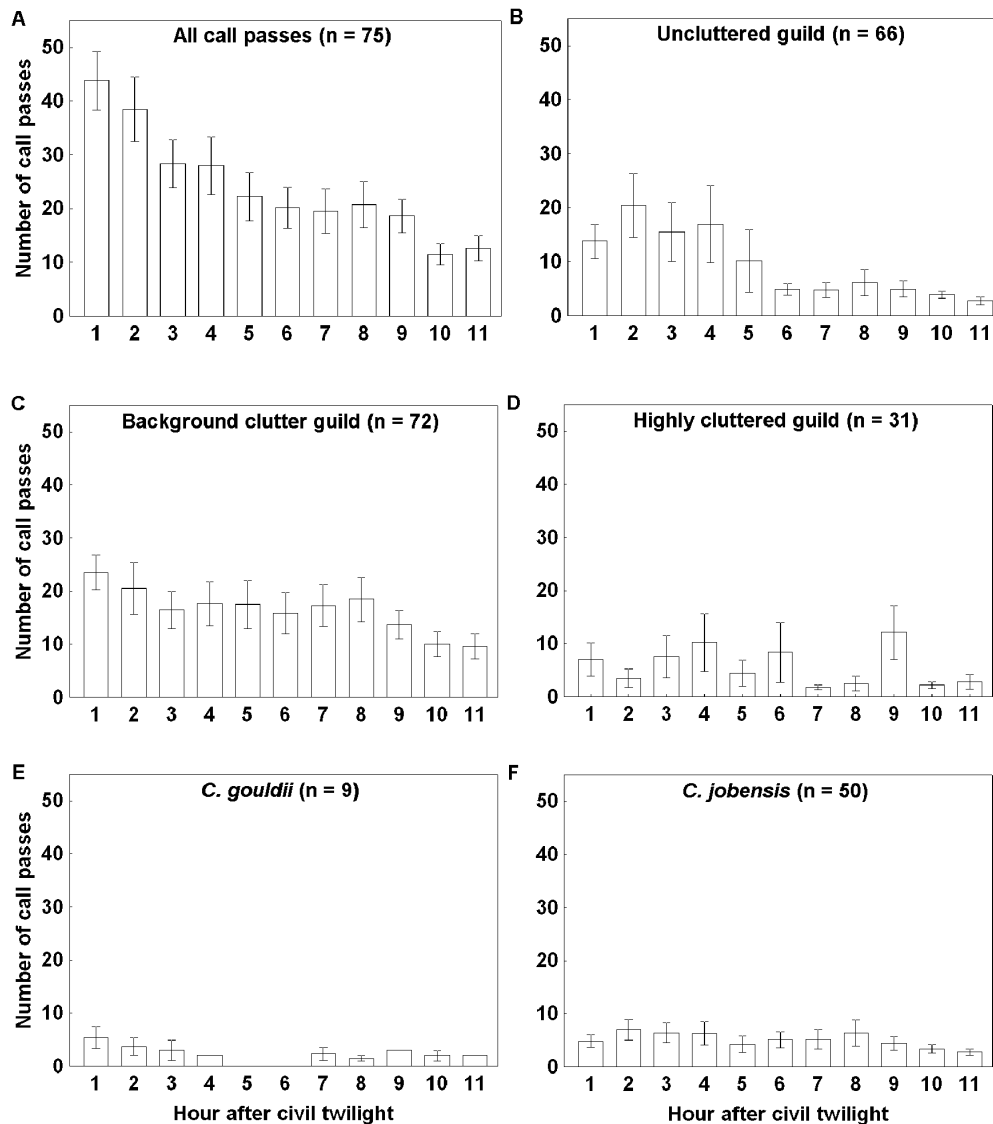 A
All call passes (n = 75)
Number of call passes
50
40
30
20
10
0
1 2 3 4 5 6 7 8 9 10 11
B
Uncluttered guild (n = 66)
50
40
30
20
10
0
1 2 3 4 5 6 7 8 9 10 11
C
Background clutter guild (n = 72)
Number of call passes
50
40
30
20
10
0
1 2 3 4 5 6 7 8 9 10 11
D
Highly cluttered guild (n = 31)
50
40
30
20
10
0
1 2 3 4 5 6 7 8 9 10 11
E
C. gouldii (n = 9)
Number of call passes
50
40
30
20
10
0
1 2 3 4 5 6 7 8 9 10 11
Hour after civil twilight
F
C. jobensis (n = 50)
50
40
30
20
10
0
1 2 3 4 5 6 7 8 9 10 11
Hour after civil twilight